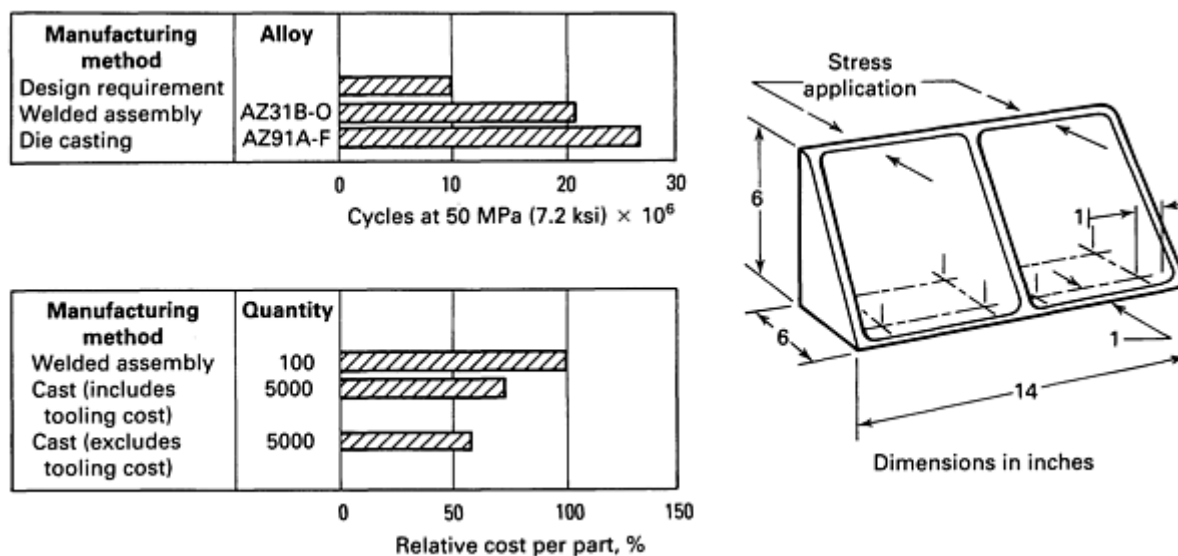 Manufacturing method Alloy
Design requirement
Welded assembly AZ31B-O
Die casting AZ91A-F
0 10 20 30
Cycles at 50 MPa (7.2 ksi) × 10⁶
Manufacturing method Quantity
Welded assembly 100
Cast (includes tooling cost) 5000
Cast (excludes tooling cost) 5000
0 50 100 150
Relative cost per part, %
Stress
application
6
1
6
1
14
Dimensions in inches